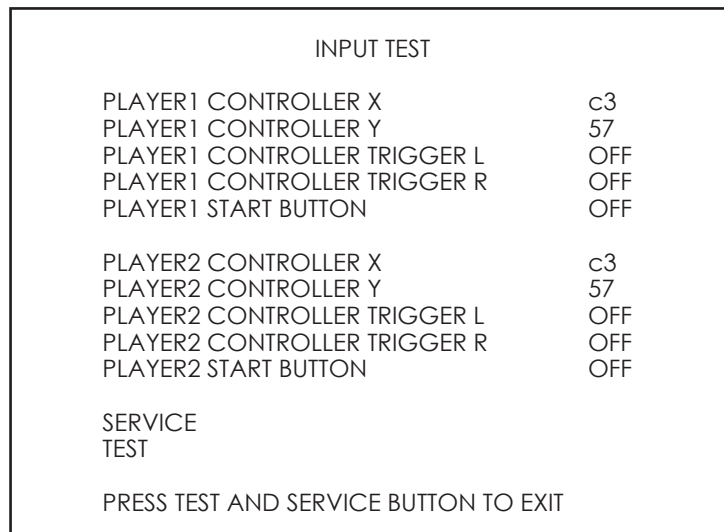 INPUT TEST
PLAYER1 CONTROLLER X c3
PLAYER1 CONTROLLER Y 57
PLAYER1 CONTROLLER TRIGGER L OFF
PLAYER1 CONTROLLER TRIGGER R OFF
PLAYER1 START BUTTON OFF
PLAYER2 CONTROLLER X c3
PLAYER2 CONTROLLER Y 57
PLAYER2 CONTROLLER TRIGGER L OFF
PLAYER2 CONTROLLER TRIGGER R OFF
PLAYER2 START BUTTON OFF
SERVICE
TEST
PRESS TEST AND SERVICE BUTTON TO EXIT